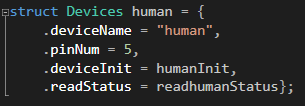 struct Devices human = {
.deviceName = "human",
.pinNum = 5,
.deviceInit = humanInit,
.readStatus = readhumanStatus};